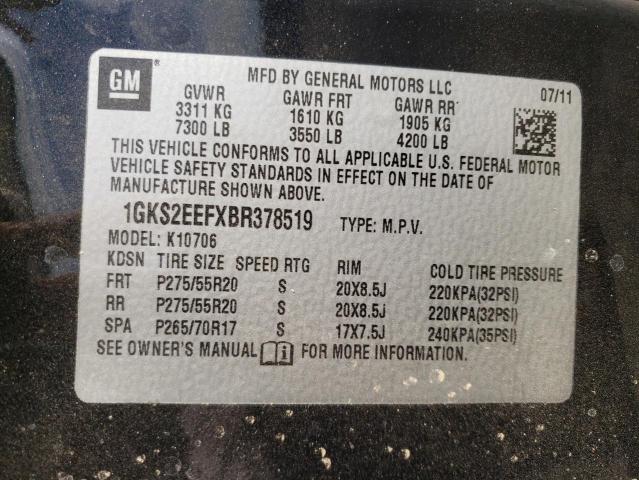 GM
MFD BY GENERAL MOTORS LLC
07/11
GVWR GAWR FRT GAWR RR
3311 KG 1610 KG 1905 KG
7300 LB 3550 LB 4200 LB
THIS VEHICLE CONFORMS TO ALL APPLICABLE U.S. FEDERAL MOTOR
VEHICLE SAFETY STANDARDS IN EFFECT ON THE DATE OF
MANUFACTURE SHOWN ABOVE.
1GKS2EEFXBR378519 TYPE: M.P.V.
MODEL: K10706
KDSN TIRE SIZE SPEED RTG RIM COLD TIRE PRESSURE
FRT P275/55R20 S 20X8.5J 220KPA(32PSI)
RR P275/55R20 S 20X8.5J 220KPA(32PSI)
SPA P265/70R17 S 17X7.5J 240KPA(35PSI)
SEE OWNER'S MANUAL FOR MORE INFORMATION.